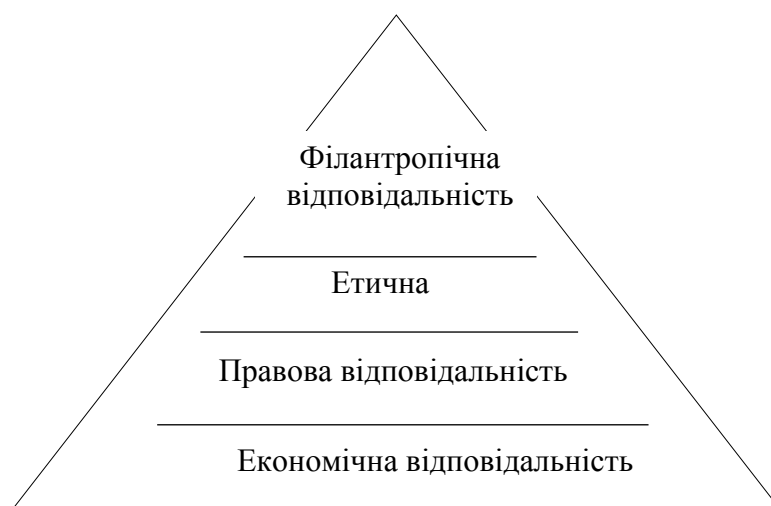 Філантропічна
відповідальність
Етична
Правова відповідальність
Економічна відповідальність